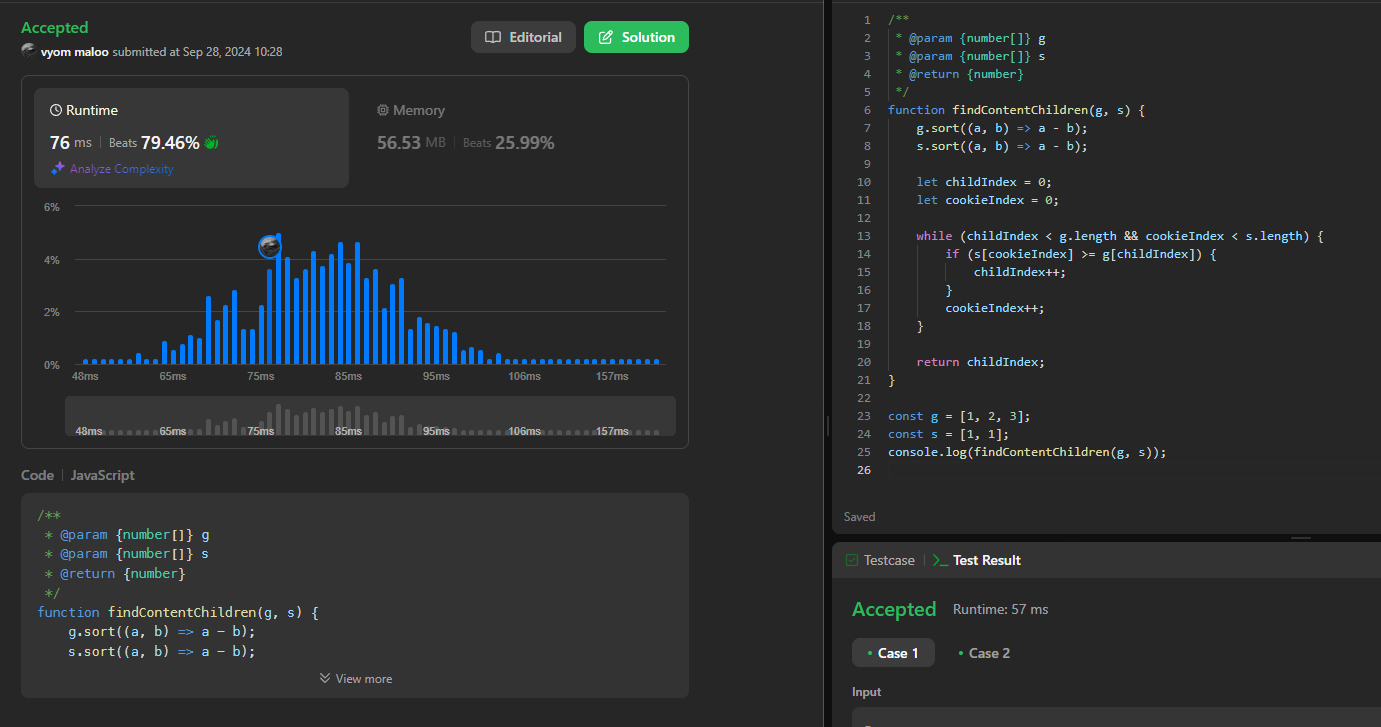 Accepted
vyom maloo submitted at Sep 28, 2024 10:28
Editorial
Solution
Runtime
76 ms | Beats 79.46%
Analyze Complexity
Memory
56.53 MB | Beats 25.99%
6%
4%
2%
0%
48ms 65ms 75ms 85ms 95ms 106ms 157ms
48ms 65ms 75ms 85ms 95ms 106ms 157ms
Code | JavaScript
/**
 * @param {number[]} g
 * @param {number[]} s
 * @return {number}
 */
function findContentChildren(g, s) {
    g.sort((a, b) => a - b);
    s.sort((a, b) => a - b);
View more
1 /**
2  * @param {number[]} g
3  * @param {number[]} s
4  * @return {number}
5  */
6 function findContentChildren(g, s) {
7     g.sort((a, b) => a - b);
8     s.sort((a, b) => a - b);
9
10     let childIndex = 0;
11     let cookieIndex = 0;
12
13     while (childIndex < g.length && cookieIndex < s.length) {
14         if (s[cookieIndex] >= g[childIndex]) {
15             childIndex++;
16         }
17         cookieIndex++;
18     }
19
20     return childIndex;
21 }
22
23 const g = [1, 2, 3];
24 const s = [1, 1];
25 console.log(findContentChildren(g, s));
26
Saved
Testcase | >_ Test Result
Accepted Runtime: 57 ms
• Case 1 • Case 2
Input